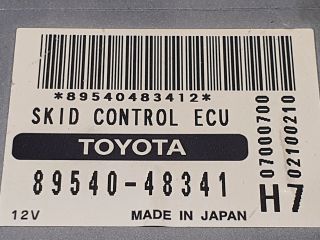 *89540483412*
SKID CONTROL ECU
TOYOTA
89540-48341
12V
MADE IN JAPAN
H7
07000700
02100210